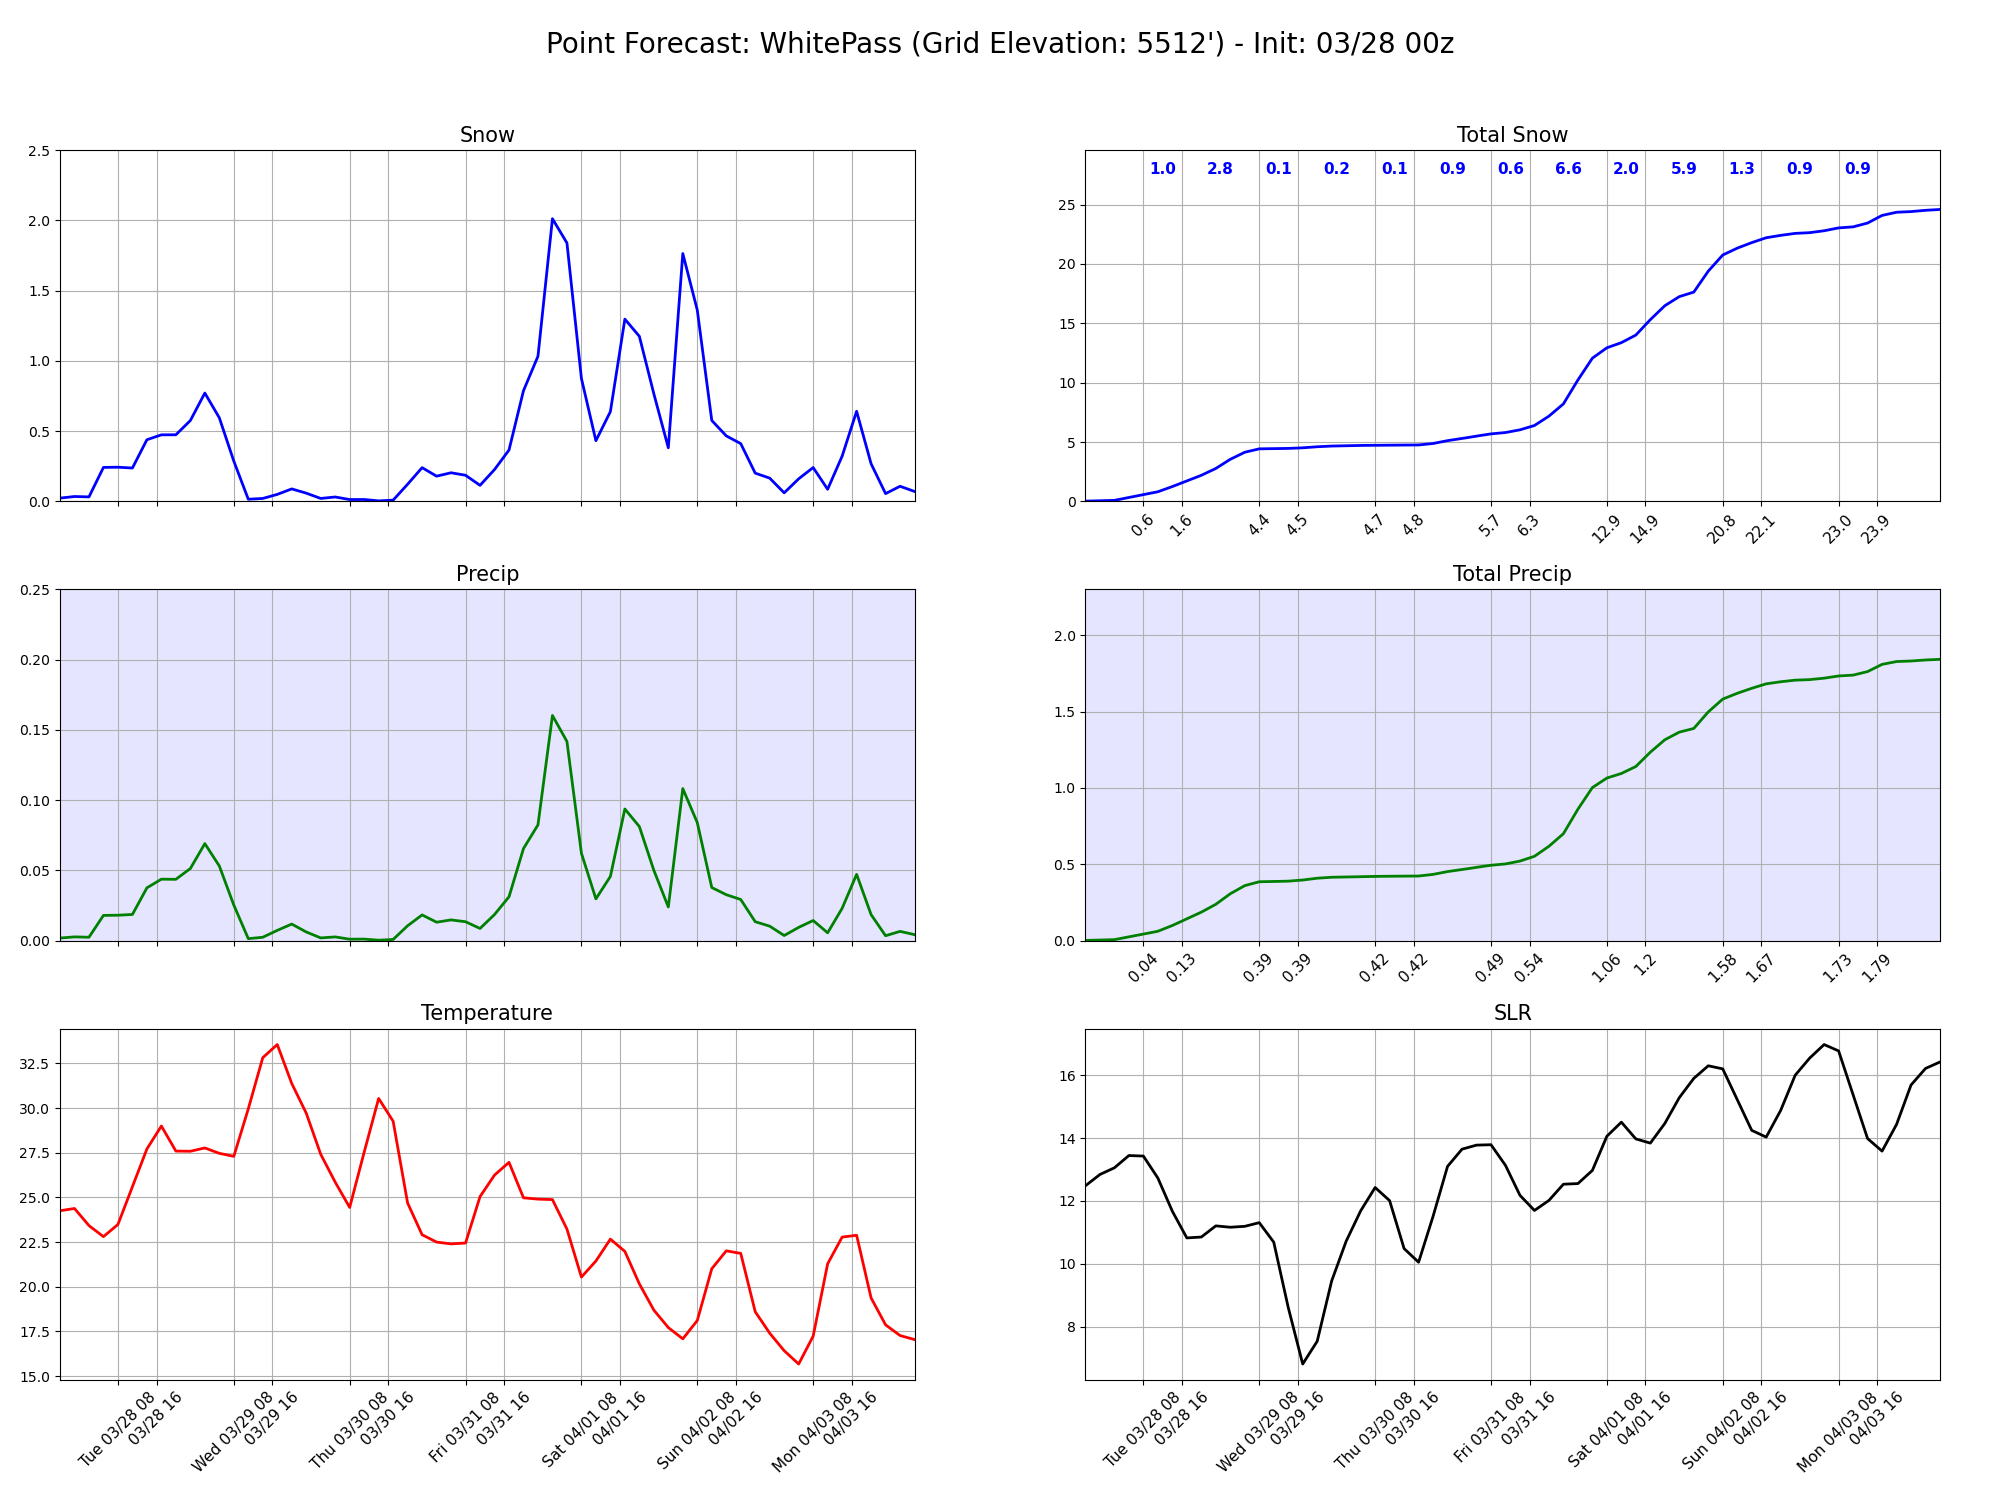 Point Forecast: WhitePass (Grid Elevation: 5512') - Init: 03/28 00z
Snow
2.5
2.0
1.5
1.0
0.5
0.0
Total Snow
1.0 2.8 0.1 0.2 0.1 0.9 0.6 6.6 2.0 5.9 1.3 0.9 0.9
25
20
15
10
5
0
0.6 1.6 4.4 4.5 4.7 4.8 5.7 6.3 12.9 14.9 20.8 22.1 23.0 23.9
Precip
0.25
0.20
0.15
0.10
0.05
0.00
Total Precip
2.0
1.5
1.0
0.5
0.0
0.04 0.13 0.39 0.39 0.42 0.42 0.49 0.54 1.06 1.2 1.58 1.67 1.73 1.79
Temperature
32.5
30.0
27.5
25.0
22.5
20.0
17.5
15.0
Tue 03/28 08
03/28 16
Wed 03/29 08
03/29 16
Thu 03/30 08
03/30 16
Fri 03/31 08
03/31 16
Sat 04/01 08
04/01 16
Sun 04/02 08
04/02 16
Mon 04/03 08
04/03 16
SLR
16
14
12
10
8
Tue 03/28 08
03/28 16
Wed 03/29 08
03/29 16
Thu 03/30 08
03/30 16
Fri 03/31 08
03/31 16
Sat 04/01 08
04/01 16
Sun 04/02 08
04/02 16
Mon 04/03 08
04/03 16